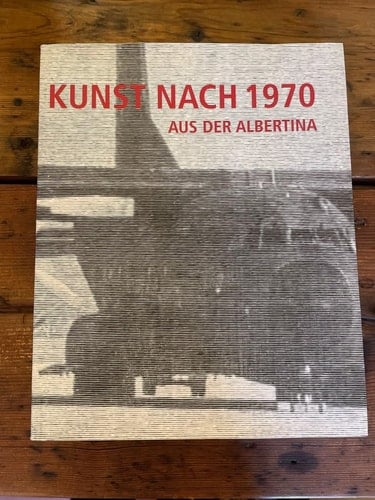 KUNST NACH 1970
AUS DER ALBERTINA